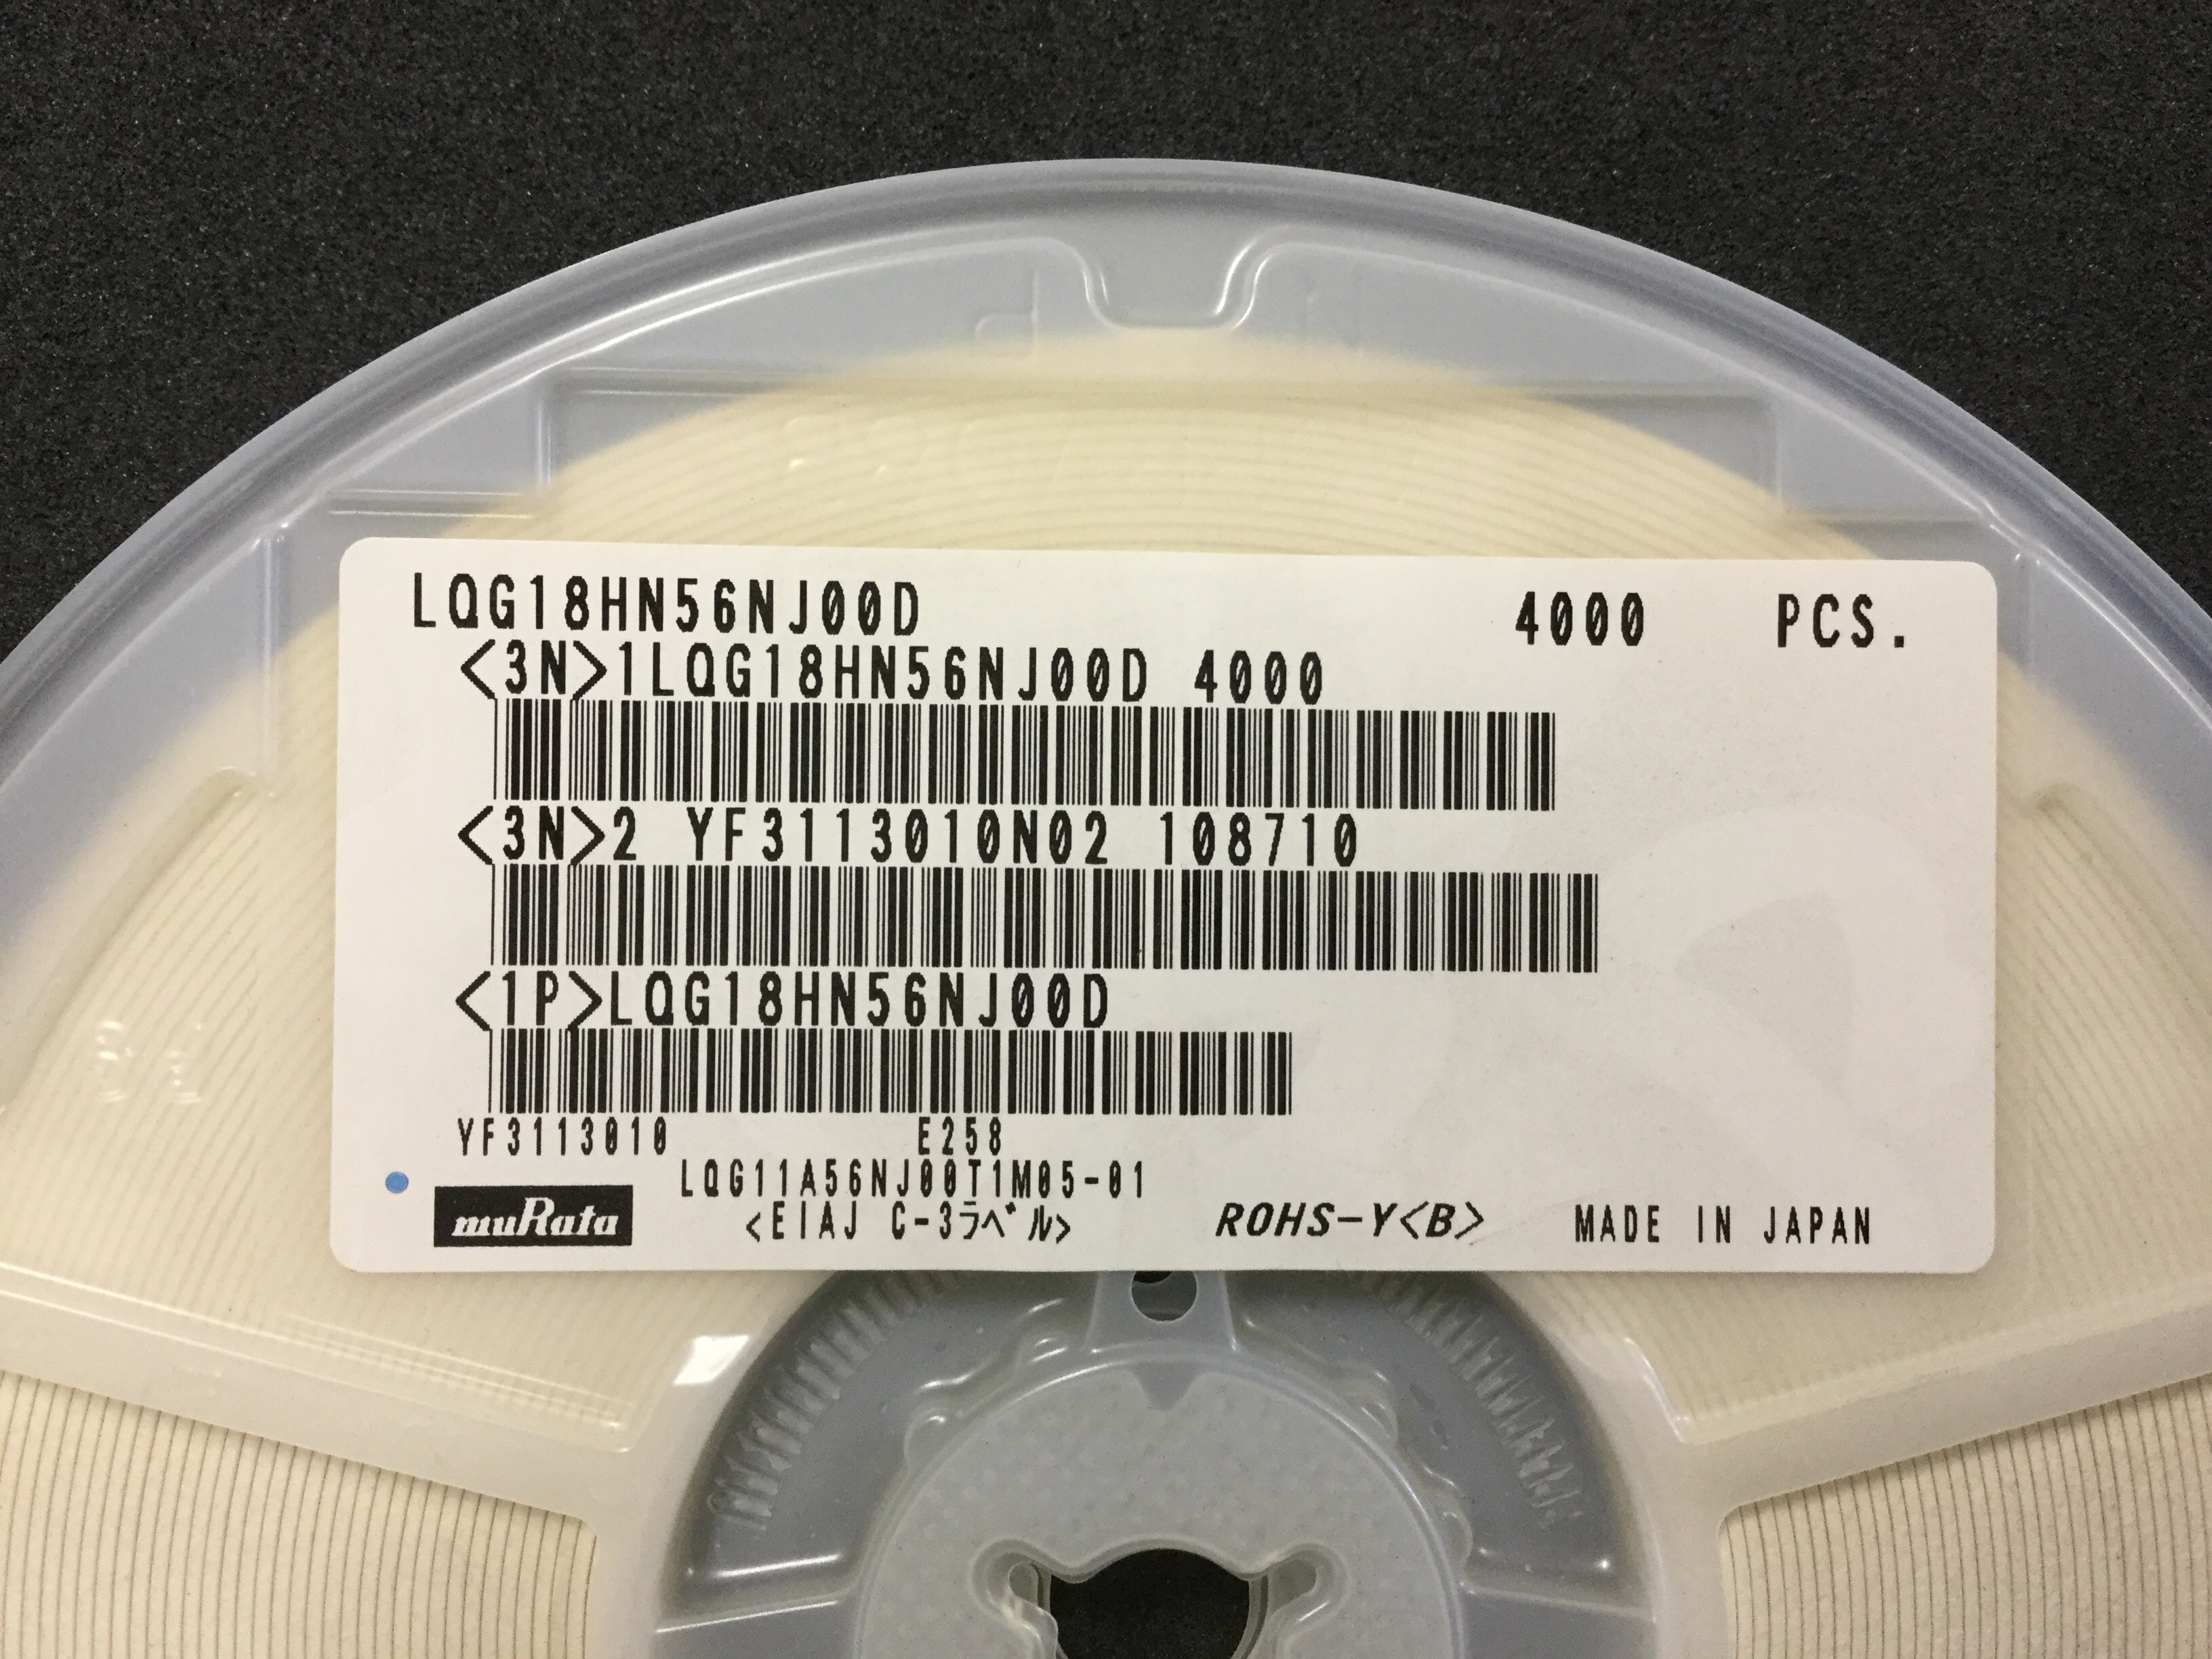 LQG18HN56NJ00D 4000 PCS.
<3N>1LQG18HN56NJ00D 4000
<3N>2 YF3113010N02 108710
<1P>LQG18HN56NJ00D
YF3113010 E258
LQG11A56NJ00T1M05-01
muRata <EIAJ C-3ラベル> ROHS-Y<B> MADE IN JAPAN